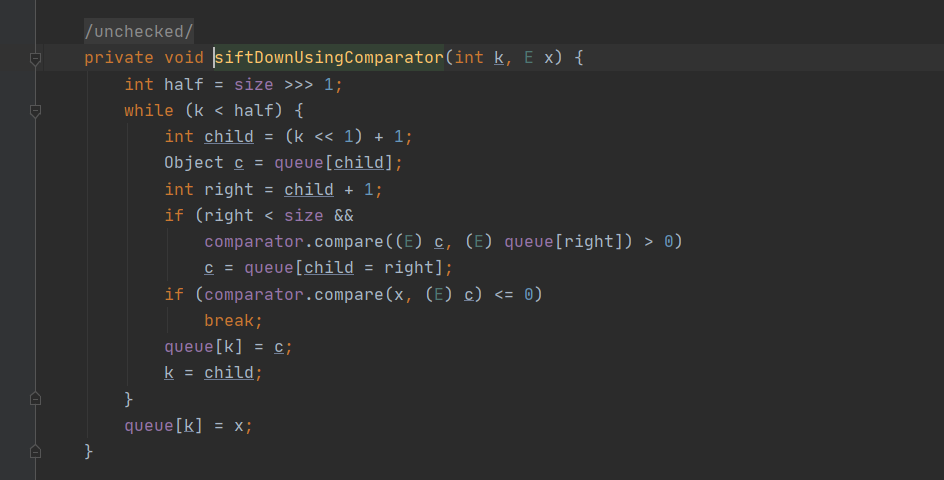 /unchecked/
private void siftDownUsingComparator(int k, E x) {
int half = size >>> 1;
while (k < half) {
int child = (k << 1) + 1;
Object c = queue[child];
int right = child + 1;
if (right < size &&
comparator.compare((E) c, (E) queue[right]) > 0)
c = queue[child = right];
if (comparator.compare(x, (E) c) <= 0)
break;
queue[k] = c;
k = child;
}
queue[k] = x;
}